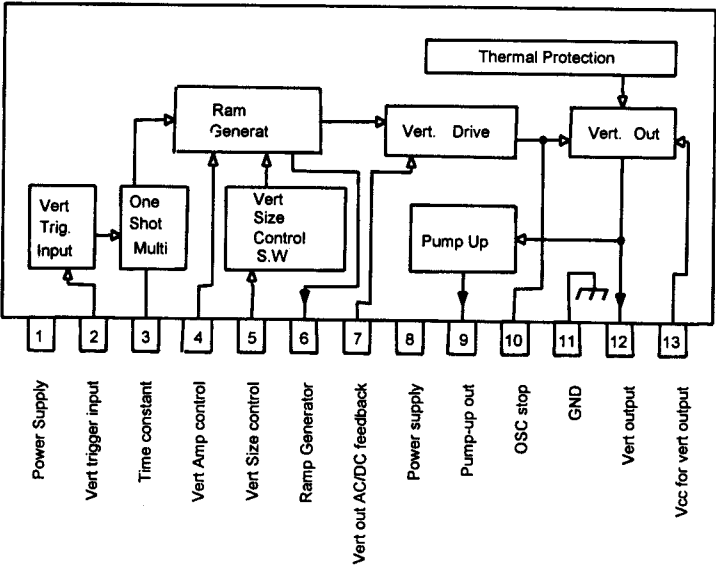 Thermal Protection
Ram
Generat
Vert. Drive
Vert. Out
Vert
Trig.
Input
One
Shot
Multi
Vert
Size
Control
S.W
Pump Up
1
2
3
4
5
6
7
8
9
10
11
12
13
Power Supply
Vert trigger input
Time constant
Vert Amp control
Vert Size control
Ramp Generator
Vert out AC/DC feedback
Power supply
Pump-up out
OSC stop
GND
Vert output
Vcc for vert output